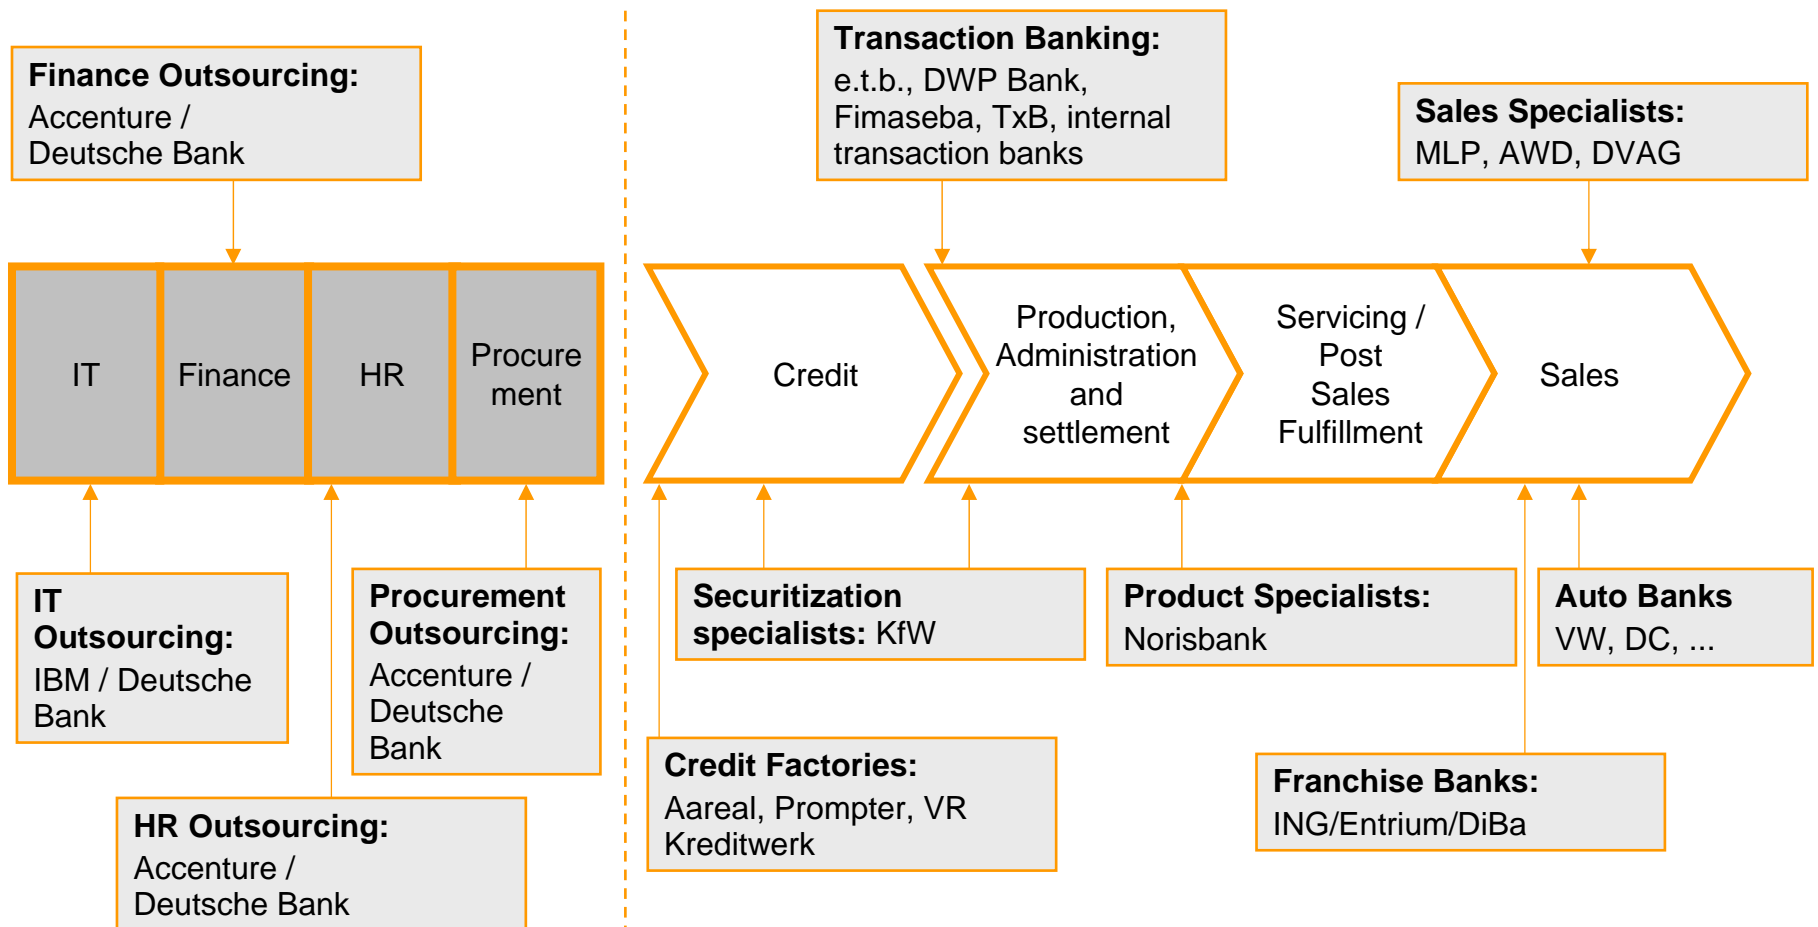 Finance Outsourcing:
Accenture /
Deutsche Bank
Transaction Banking:
e.t.b., DWP Bank,
Fimaseba, TxB, internal
transaction banks
Sales Specialists:
MLP, AWD, DVAG
IT
Finance
HR
Procure
ment
Credit
Production,
Administration
and
settlement
Servicing /
Post
Sales
Fulfillment
Sales
IT
Outsourcing:
IBM / Deutsche
Bank
Procurement
Outsourcing:
Accenture /
Deutsche
Bank
Securitization
specialists: KfW
Product Specialists:
Norisbank
Auto Banks
VW, DC, ...
HR Outsourcing:
Accenture /
Deutsche Bank
Credit Factories:
Aareal, Prompter, VR
Kreditwerk
Franchise Banks:
ING/Entrium/DiBa